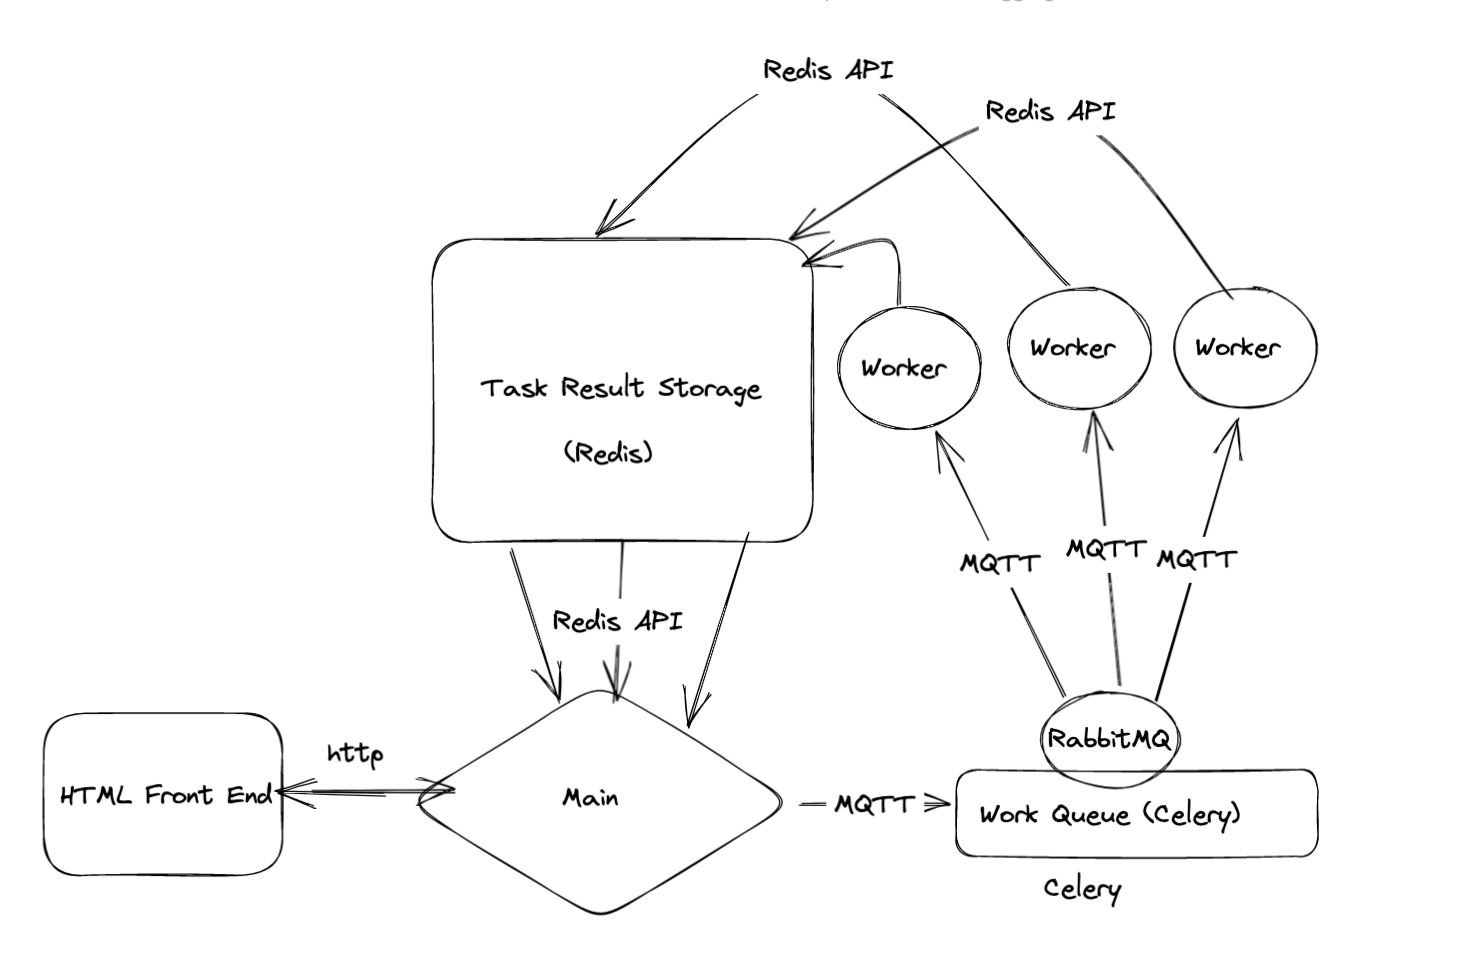 Redis API
Redis API
Task Result Storage
(Redis)
Worker
Worker
Worker
MQTT
MQTT
MQTT
Redis API
RabbitMQ
http
HTML Front End
Main
MQTT
Work Queue (Celery)
Celery